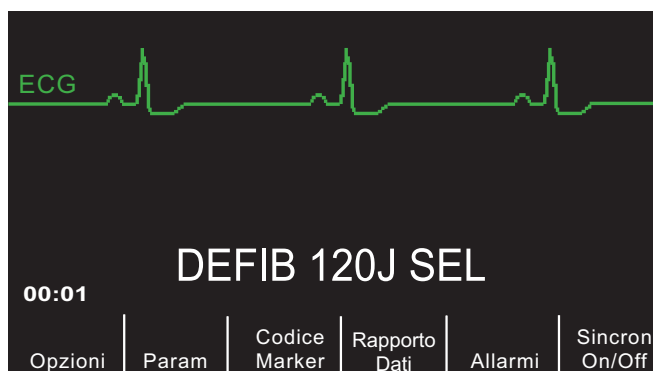 ECG
DEFIB 120J SEL
00:01
Opzioni
Param
Codice
Marker
Rapporto
Dati
Allarmi
Sincron
On/Off